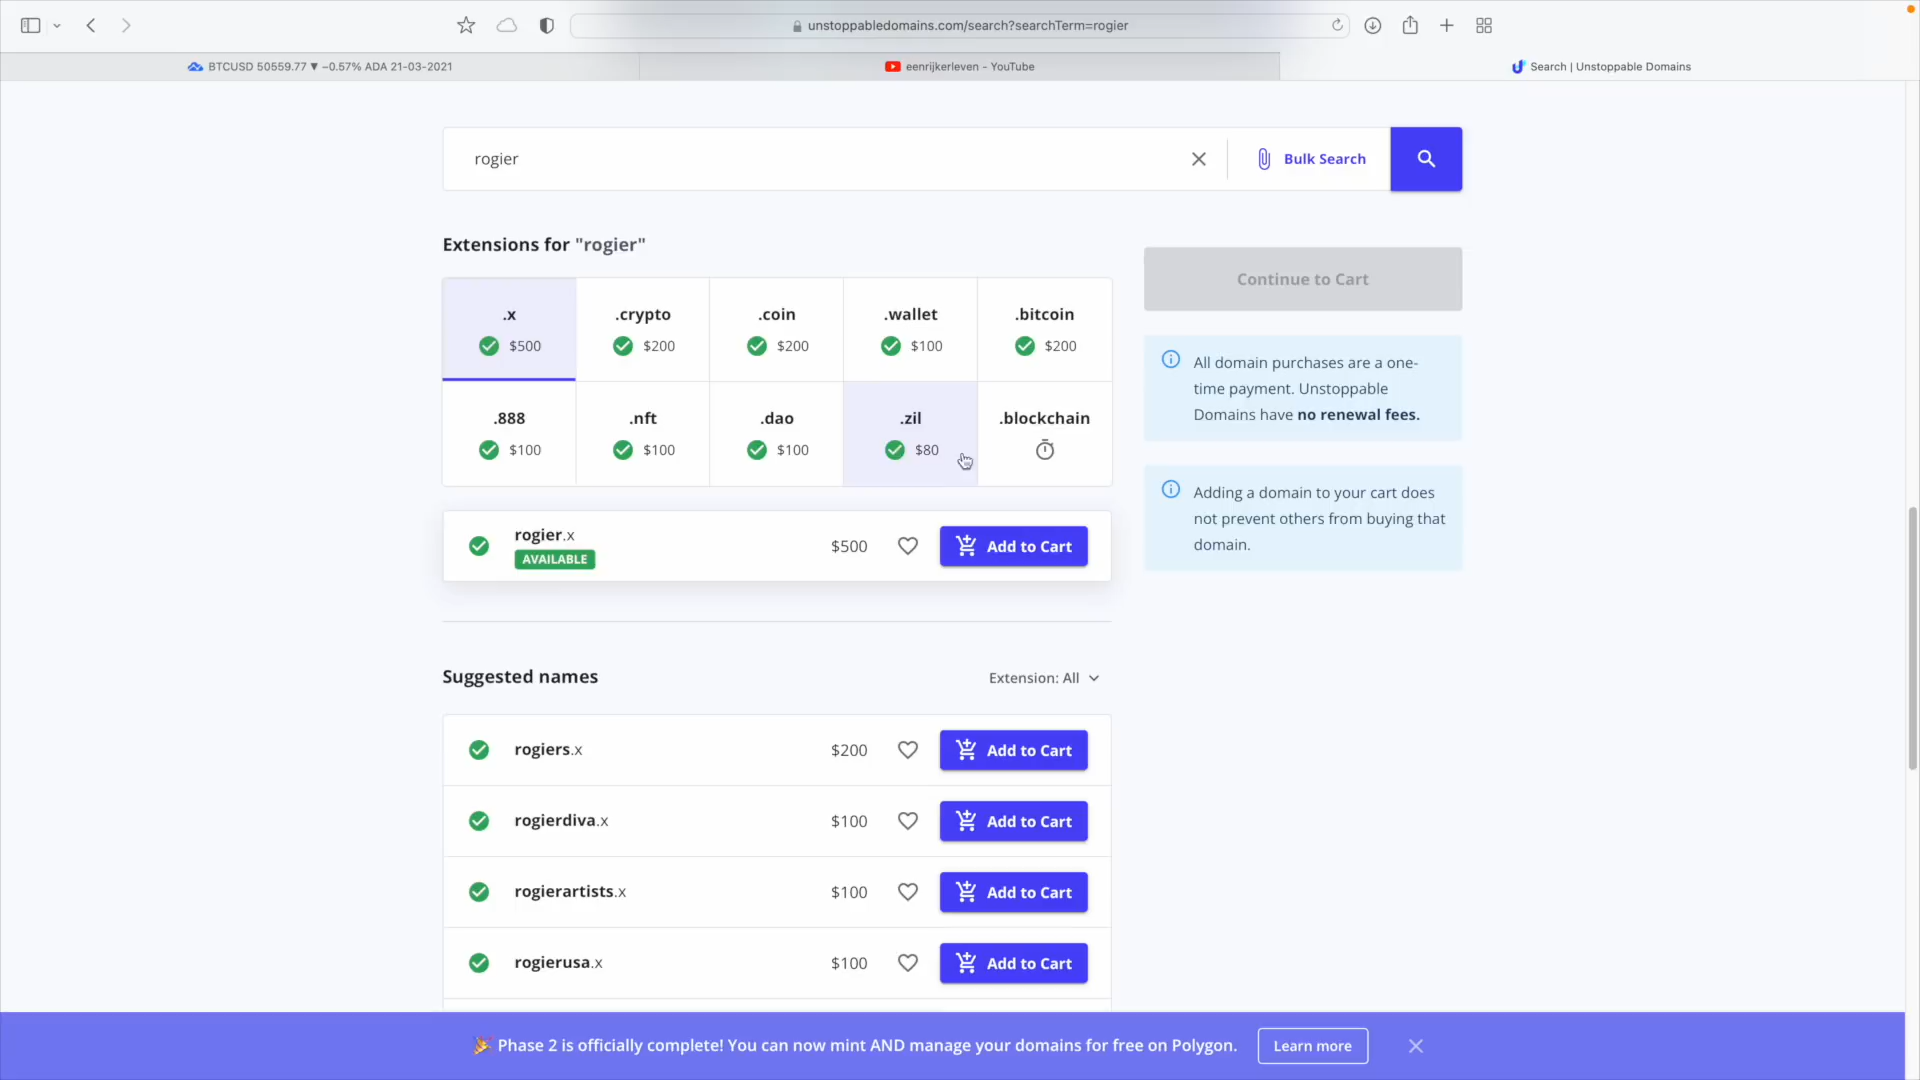 unstoppabledomains.com/search?searchTerm=rogier
BTCUSD 50559.77 ▼ −0.57% ADA 21-03-2021
eenrijkerleven - YouTube
Search | Unstoppable Domains
rogier
Bulk Search
Extensions for "rogier"
Continue to Cart
.x
.crypto
.coin
.wallet
.bitcoin
$500
$200
$200
$100
$200
.888
.nft
.dao
.zil
.blockchain
$100
$100
$100
$80
All domain purchases are a one-
time payment. Unstoppable
Domains have no renewal fees.
Adding a domain to your cart does
not prevent others from buying that
domain.
rogier.x
AVAILABLE
$500
Add to Cart
Suggested names
Extension: All
rogiers.x
$200
Add to Cart
rogierdiva.x
$100
Add to Cart
rogierartists.x
$100
Add to Cart
rogierusa.x
$100
Add to Cart
🎉 Phase 2 is officially complete! You can now mint AND manage your domains for free on Polygon.
Learn more